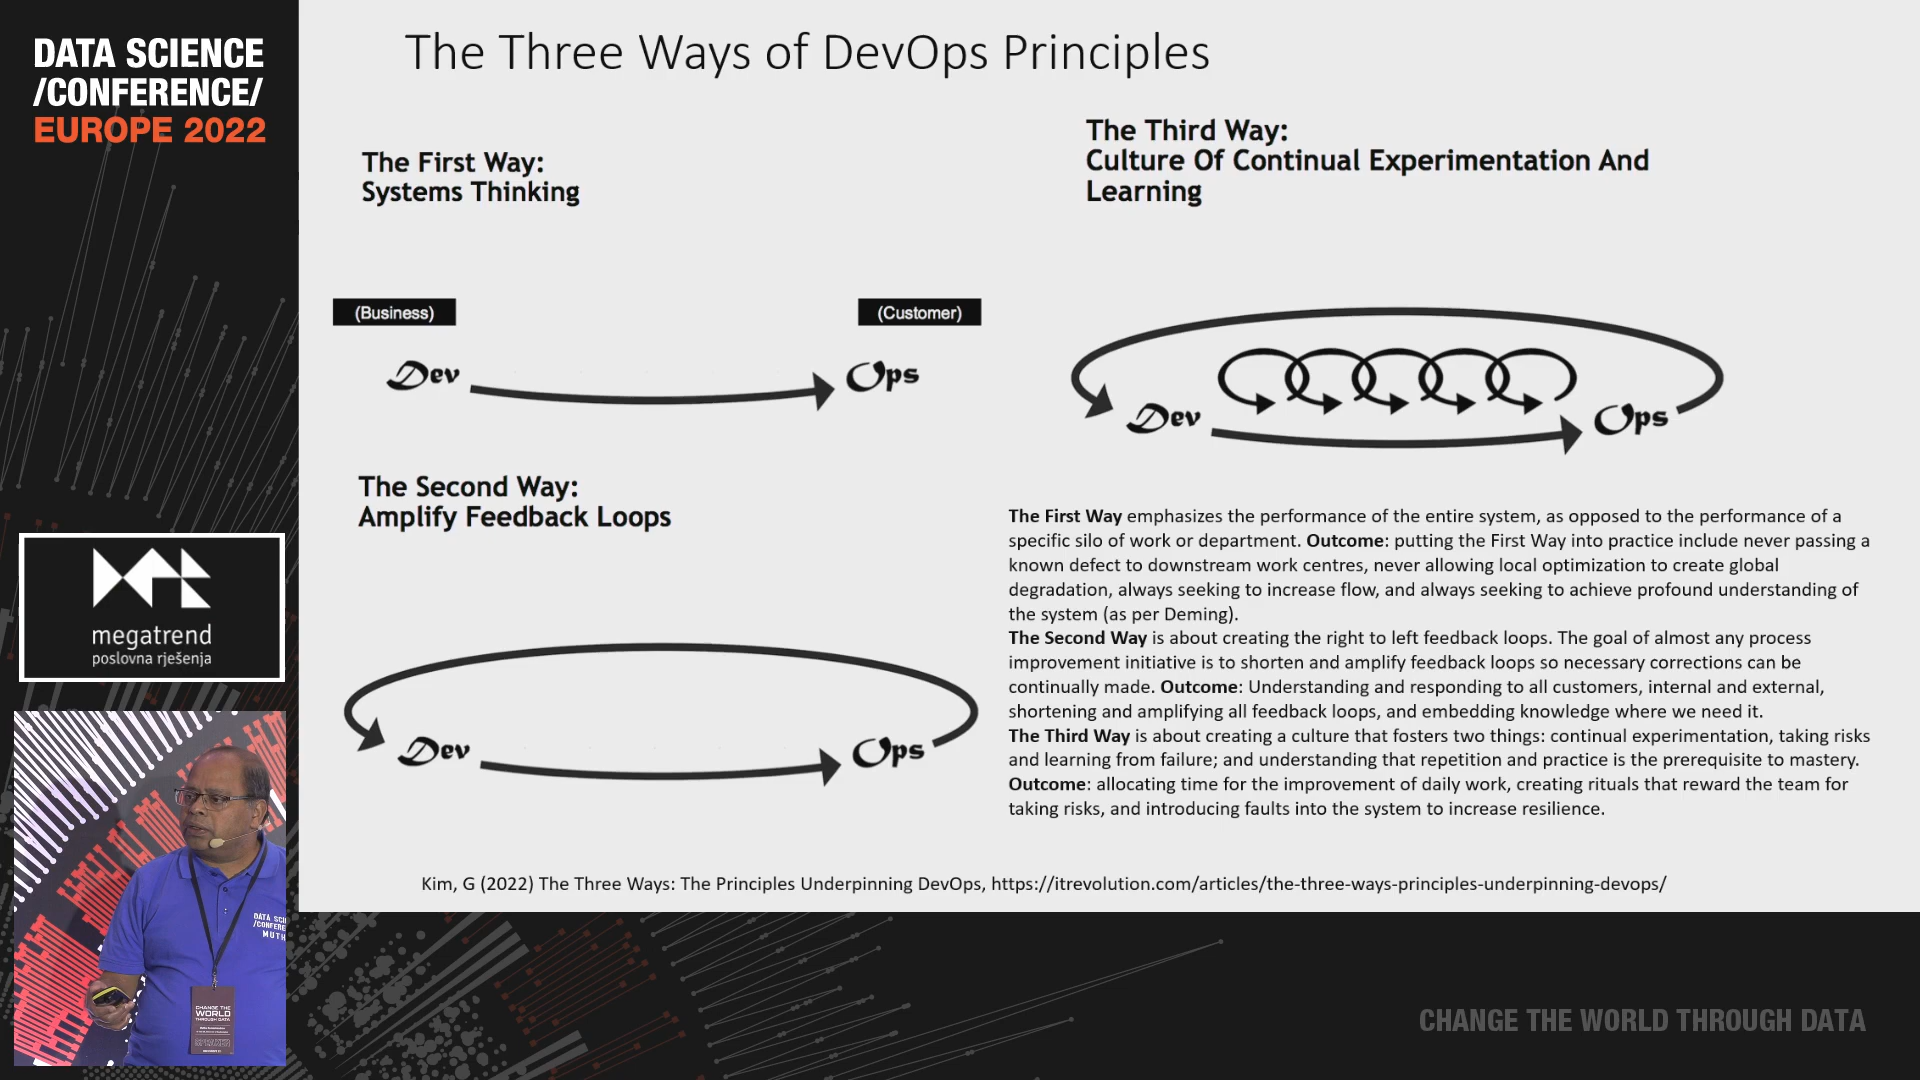 DATA SCIENCE
/CONFERENCE/
EUROPE 2022
The Three Ways of DevOps Principles
The First Way:
Systems Thinking
(Business)
(Customer)
Dev
Ops
The Second Way:
Amplify Feedback Loops
Dev
Ops
The Third Way:
Culture Of Continual Experimentation And
Learning
Dev
Ops
The First Way emphasizes the performance of the entire system, as opposed to the performance of a
specific silo of work or department. Outcome: putting the First Way into practice include never passing a
known defect to downstream work centres, never allowing local optimization to create global
degradation, always seeking to increase flow, and always seeking to achieve profound understanding of
the system (as per Deming).
The Second Way is about creating the right to left feedback loops. The goal of almost any process
improvement initiative is to shorten and amplify feedback loops so necessary corrections can be
continually made. Outcome: Understanding and responding to all customers, internal and external,
shortening and amplifying all feedback loops, and embedding knowledge where we need it.
The Third Way is about creating a culture that fosters two things: continual experimentation, taking risks
and learning from failure; and understanding that repetition and practice is the prerequisite to mastery.
Outcome: allocating time for the improvement of daily work, creating rituals that reward the team for
taking risks, and introducing faults into the system to increase resilience.
Kim, G (2022) The Three Ways: The Principles Underpinning DevOps, https://itrevolution.com/articles/the-three-ways-principles-underpinning-devops/
megatrend
poslovna rješenja
DATA SCI
/CONFERE
MUTH
CHANGE THE
WORLD
THROUGH DATA
CHANGE THE WORLD THROUGH DATA